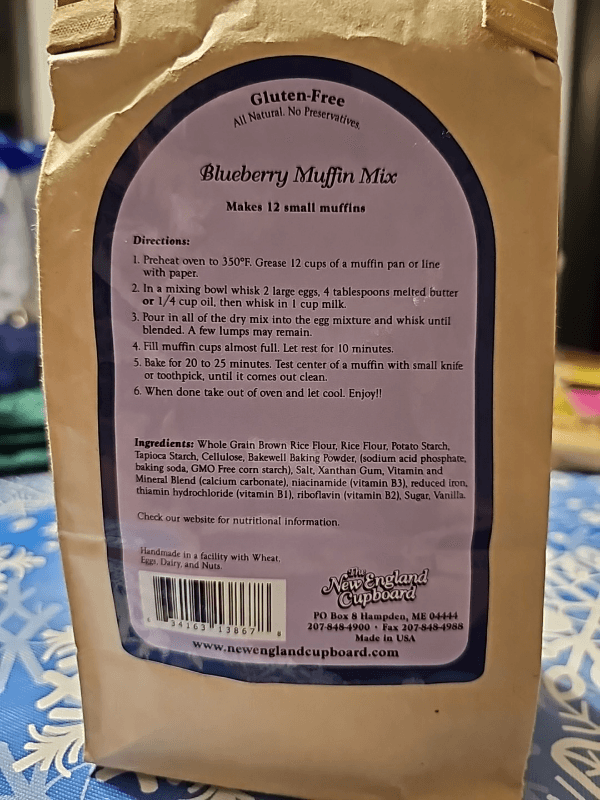 Gluten-Free
All Natural. No Preservatives.
Blueberry Muffin Mix
Makes 12 small muffins
Directions:
1. Preheat oven to 350°F. Grease 12 cups of a muffin pan or line
with paper.
2. In a mixing bowl whisk 2 large eggs, 4 tablespoons melted butter
or 1/4 cup oil, then whisk in 1 cup milk.
3. Pour in all of the dry mix into the egg mixture and whisk until
blended. A few lumps may remain.
4. Fill muffin cups almost full. Let rest for 10 minutes.
5. Bake for 20 to 25 minutes. Test center of a muffin with small knife
or toothpick, until it comes out clean.
6. When done take out of oven and let cool. Enjoy!!
Ingredients: Whole Grain Brown Rice Flour, Rice Flour, Potato Starch,
Tapioca Starch, Cellulose, Bakewell Baking Powder, (sodium acid phosphate,
baking soda, GMO Free corn starch), Salt, Xanthan Gum, Vitamin and
Mineral Blend (calcium carbonate), niacinamide (vitamin B3), reduced iron,
thiamin hydrochloride (vitamin B1), riboflavin (vitamin B2), Sugar, Vanilla.
Check our website for nutritional information.
Handmade in a facility with Wheat,
Eggs, Dairy, and Nuts.
The
New England
Cupboard
PO Box 8 Hampden, ME 04444
207-848-4900 • Fax 207-848-4988
Made in USA
34163 13867 8
www.newenglandcupboard.com